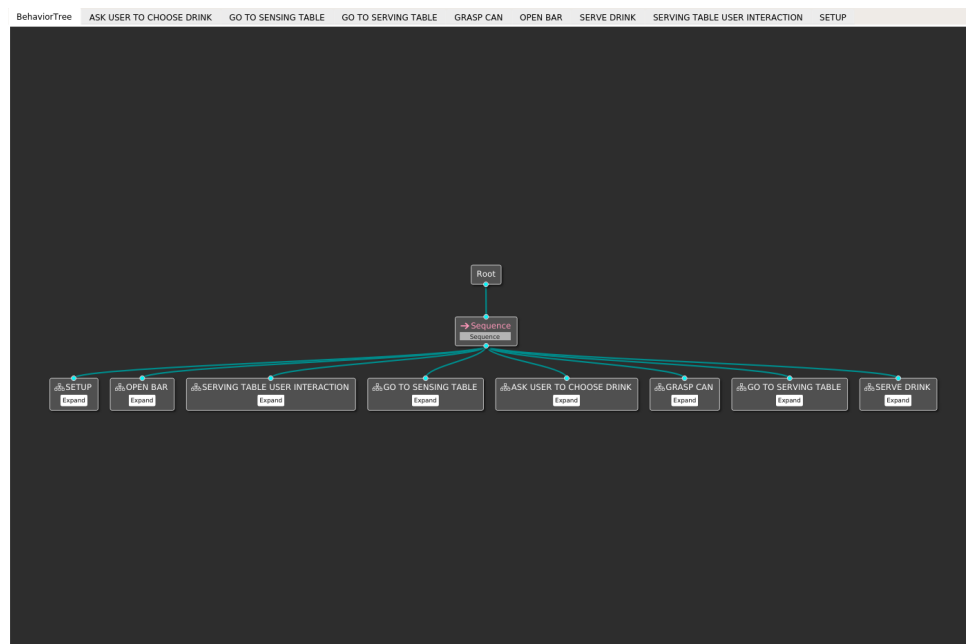 BehaviorTree ASK USER TO CHOOSE DRINK GO TO SENSING TABLE GO TO SERVING TABLE GRASP CAN OPEN BAR SERVE DRINK SERVING TABLE USER INTERACTION SETUP
Root
Sequence
Sequence
SETUP OPEN BAR SERVING TABLE USER INTERACTION GO TO SENSING TABLE ASK USER TO CHOOSE DRINK GRASP CAN GO TO SERVING TABLE SERVE DRINK
Expand Expand Expand Expand Expand Expand Expand Expand